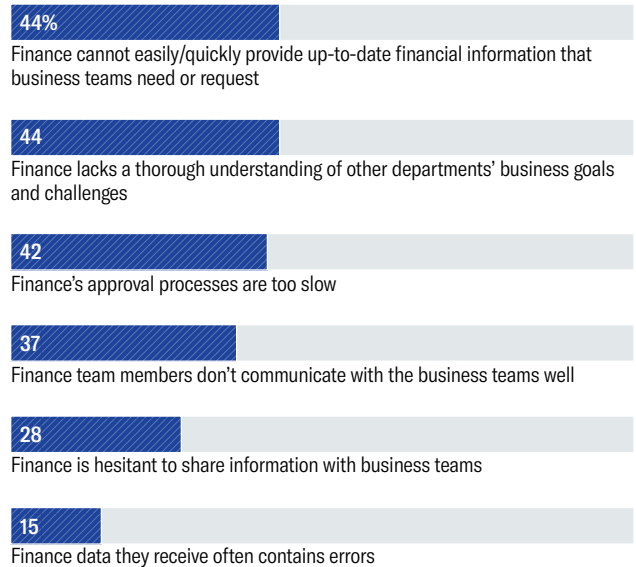 44%
Finance cannot easily/quickly provide up-to-date financial information that
business teams need or request
44
Finance lacks a thorough understanding of other departments’ business goals
and challenges
42
Finance’s approval processes are too slow
37
Finance team members don’t communicate with the business teams well
28
Finance is hesitant to share information with business teams
15
Finance data they receive often contains errors